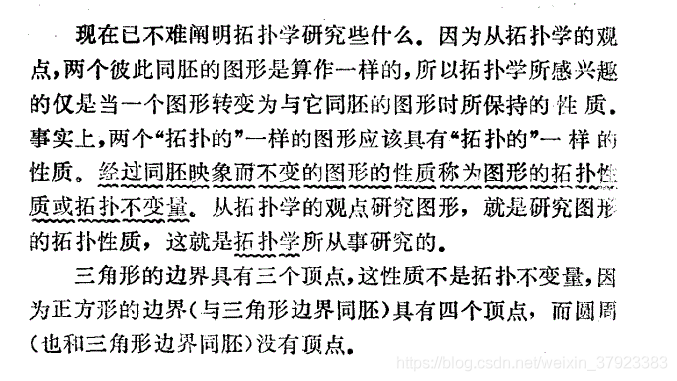 现在已不难阐明拓扑学研究些什么．因为从拓扑学的观
点，两个彼此同胚的图形是算作一样的，所以拓扑学所感兴趣
的仅是当一个图形转变为与它同胚的图形时所保持的性质．
事实上，两个“拓扑的”一样的图形应该具有“拓扑的”一样的
性质。经过同胚映象而不变的图形的性质称为图形的拓扑性
质或拓扑不变量．从拓扑学的观点研究图形，就是研究图形
的拓扑性质，这就是拓扑学所从事研究的．
三角形的边界具有三个顶点，这性质不是拓扑不变量，因
为正方形的边界（与三角形边界同胚）具有四个顶点，而圆周
（也和三角形边界同胚）没有顶点．
https://blog.csdn.net/weixin_37923383